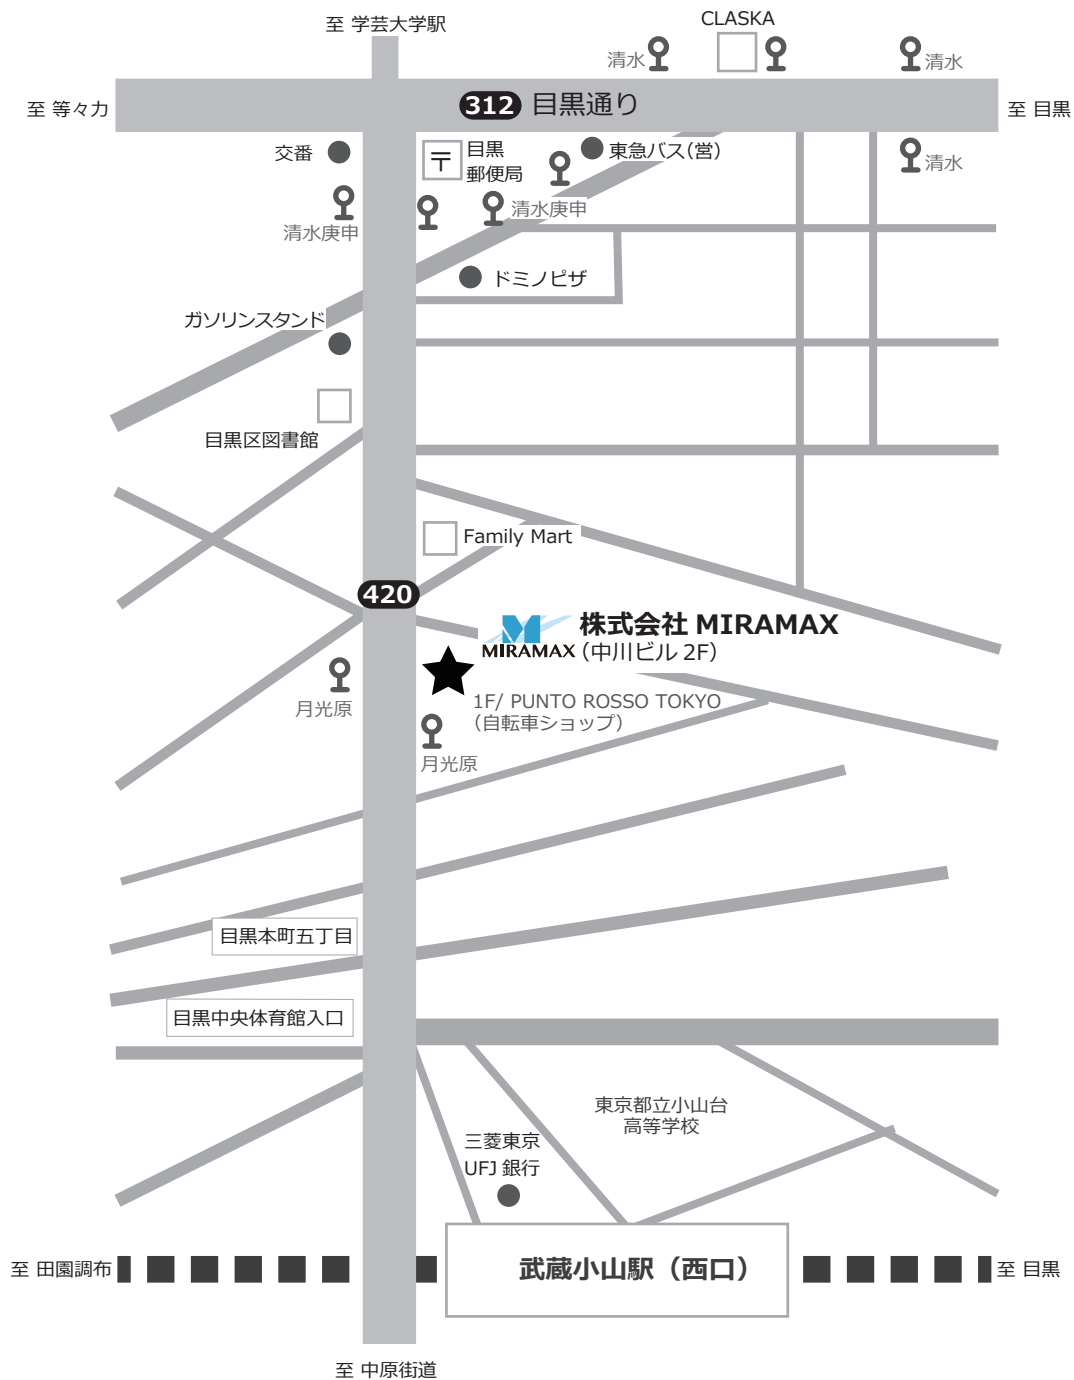 至 学芸大学駅
CLASKA
清水
清水
至 等々力
312 目黒通り
至 目黒
交番
〒
目黒
郵便局
東急バス(営)
清水
清水庚申
清水庚申
ドミノピザ
ガソリンスタンド
目黒区図書館
Family Mart
420
MIRAMAX
株式会社 MIRAMAX
(中川ビル 2F)
1F/ PUNTO ROSSO TOKYO
(自転車ショップ)
月光原
月光原
目黒本町五丁目
目黒中央体育館入口
東京都立小山台
高等学校
三菱東京
UFJ 銀行
至 田園調布
武蔵小山駅（西口）
至 目黒
至 中原街道